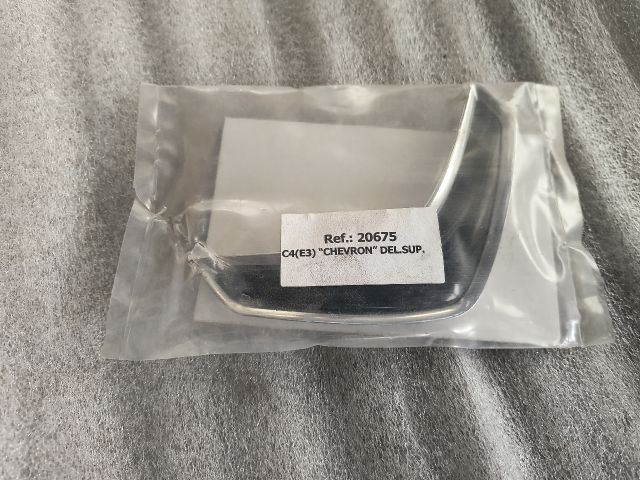 Ref.: 20675
C4(E3) "CHEVRON" DEL.SUP.